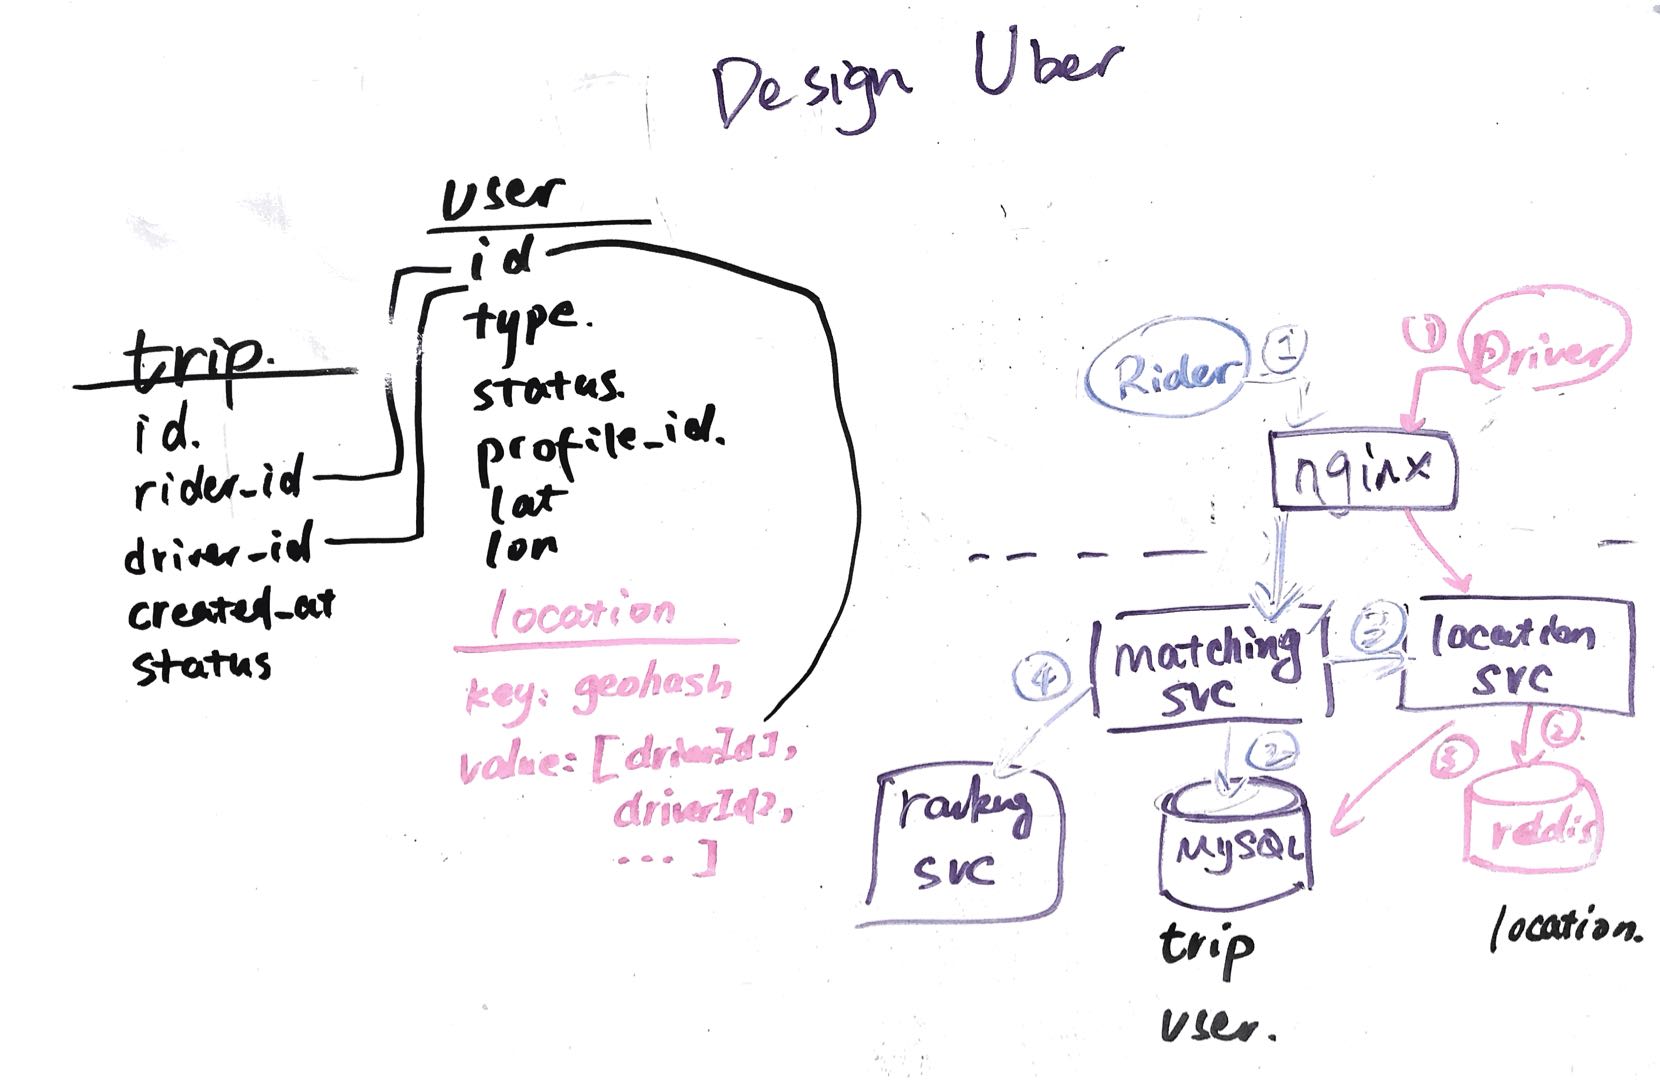 Design Uber
user
id
type.
status.
profile_id.
lat
lon
trip.
id.
rider_id
driver_id
created_at
status
location
key: geohash
value: [driverId1,
driverId2,
... ]
Rider
1
1
Driver
nginx
matching
svc
3
location
svc
4
2
3
2
ranking
svc
MySQL
redis
trip
user.
location.